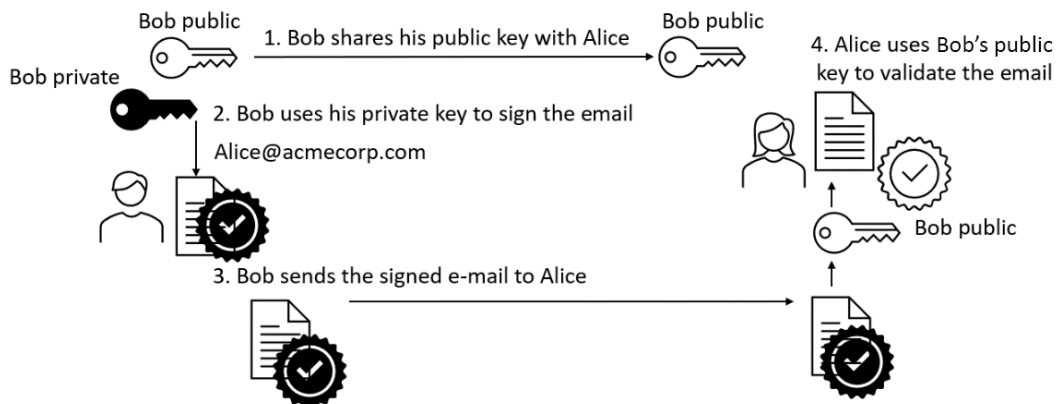 Bob public
1. Bob shares his public key with Alice
Bob public
4. Alice uses Bob’s public
key to validate the email
Bob private
2. Bob uses his private key to sign the email
Alice@acmecorp.com
Bob public
3. Bob sends the signed e-mail to Alice